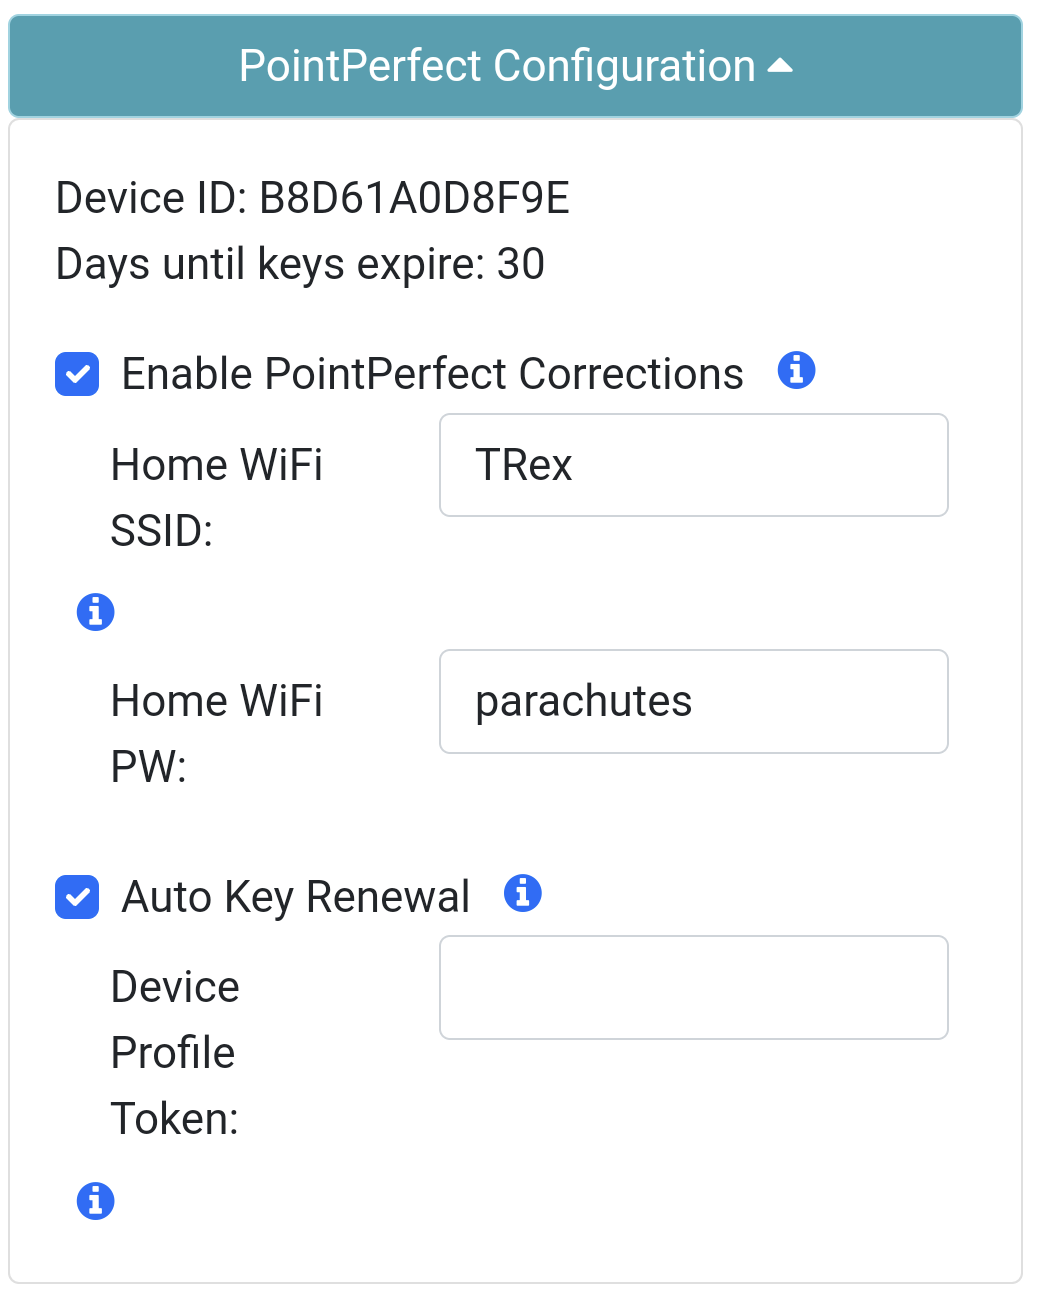 PointPerfect Configuration
Device ID: B8D61A0D8F9E
Days until keys expire: 30
Enable PointPerfect Corrections
Home WiFi
SSID:
TRex
Home WiFi
PW:
parachutes
Auto Key Renewal
Device
Profile
Token: